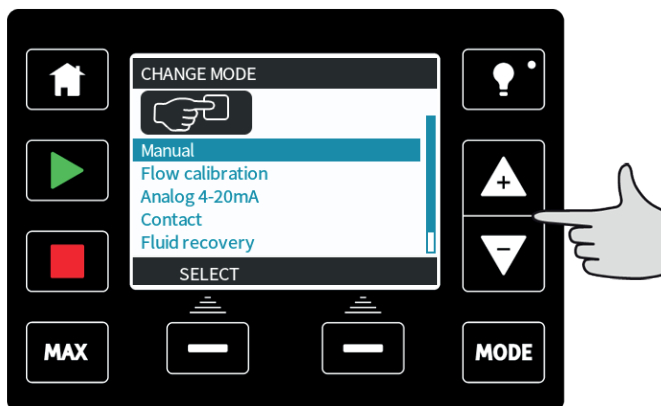 CHANGE MODE
Manual
Flow calibration
Analog 4-20mA
Contact
Fluid recovery
SELECT
+
−
MAX
MODE